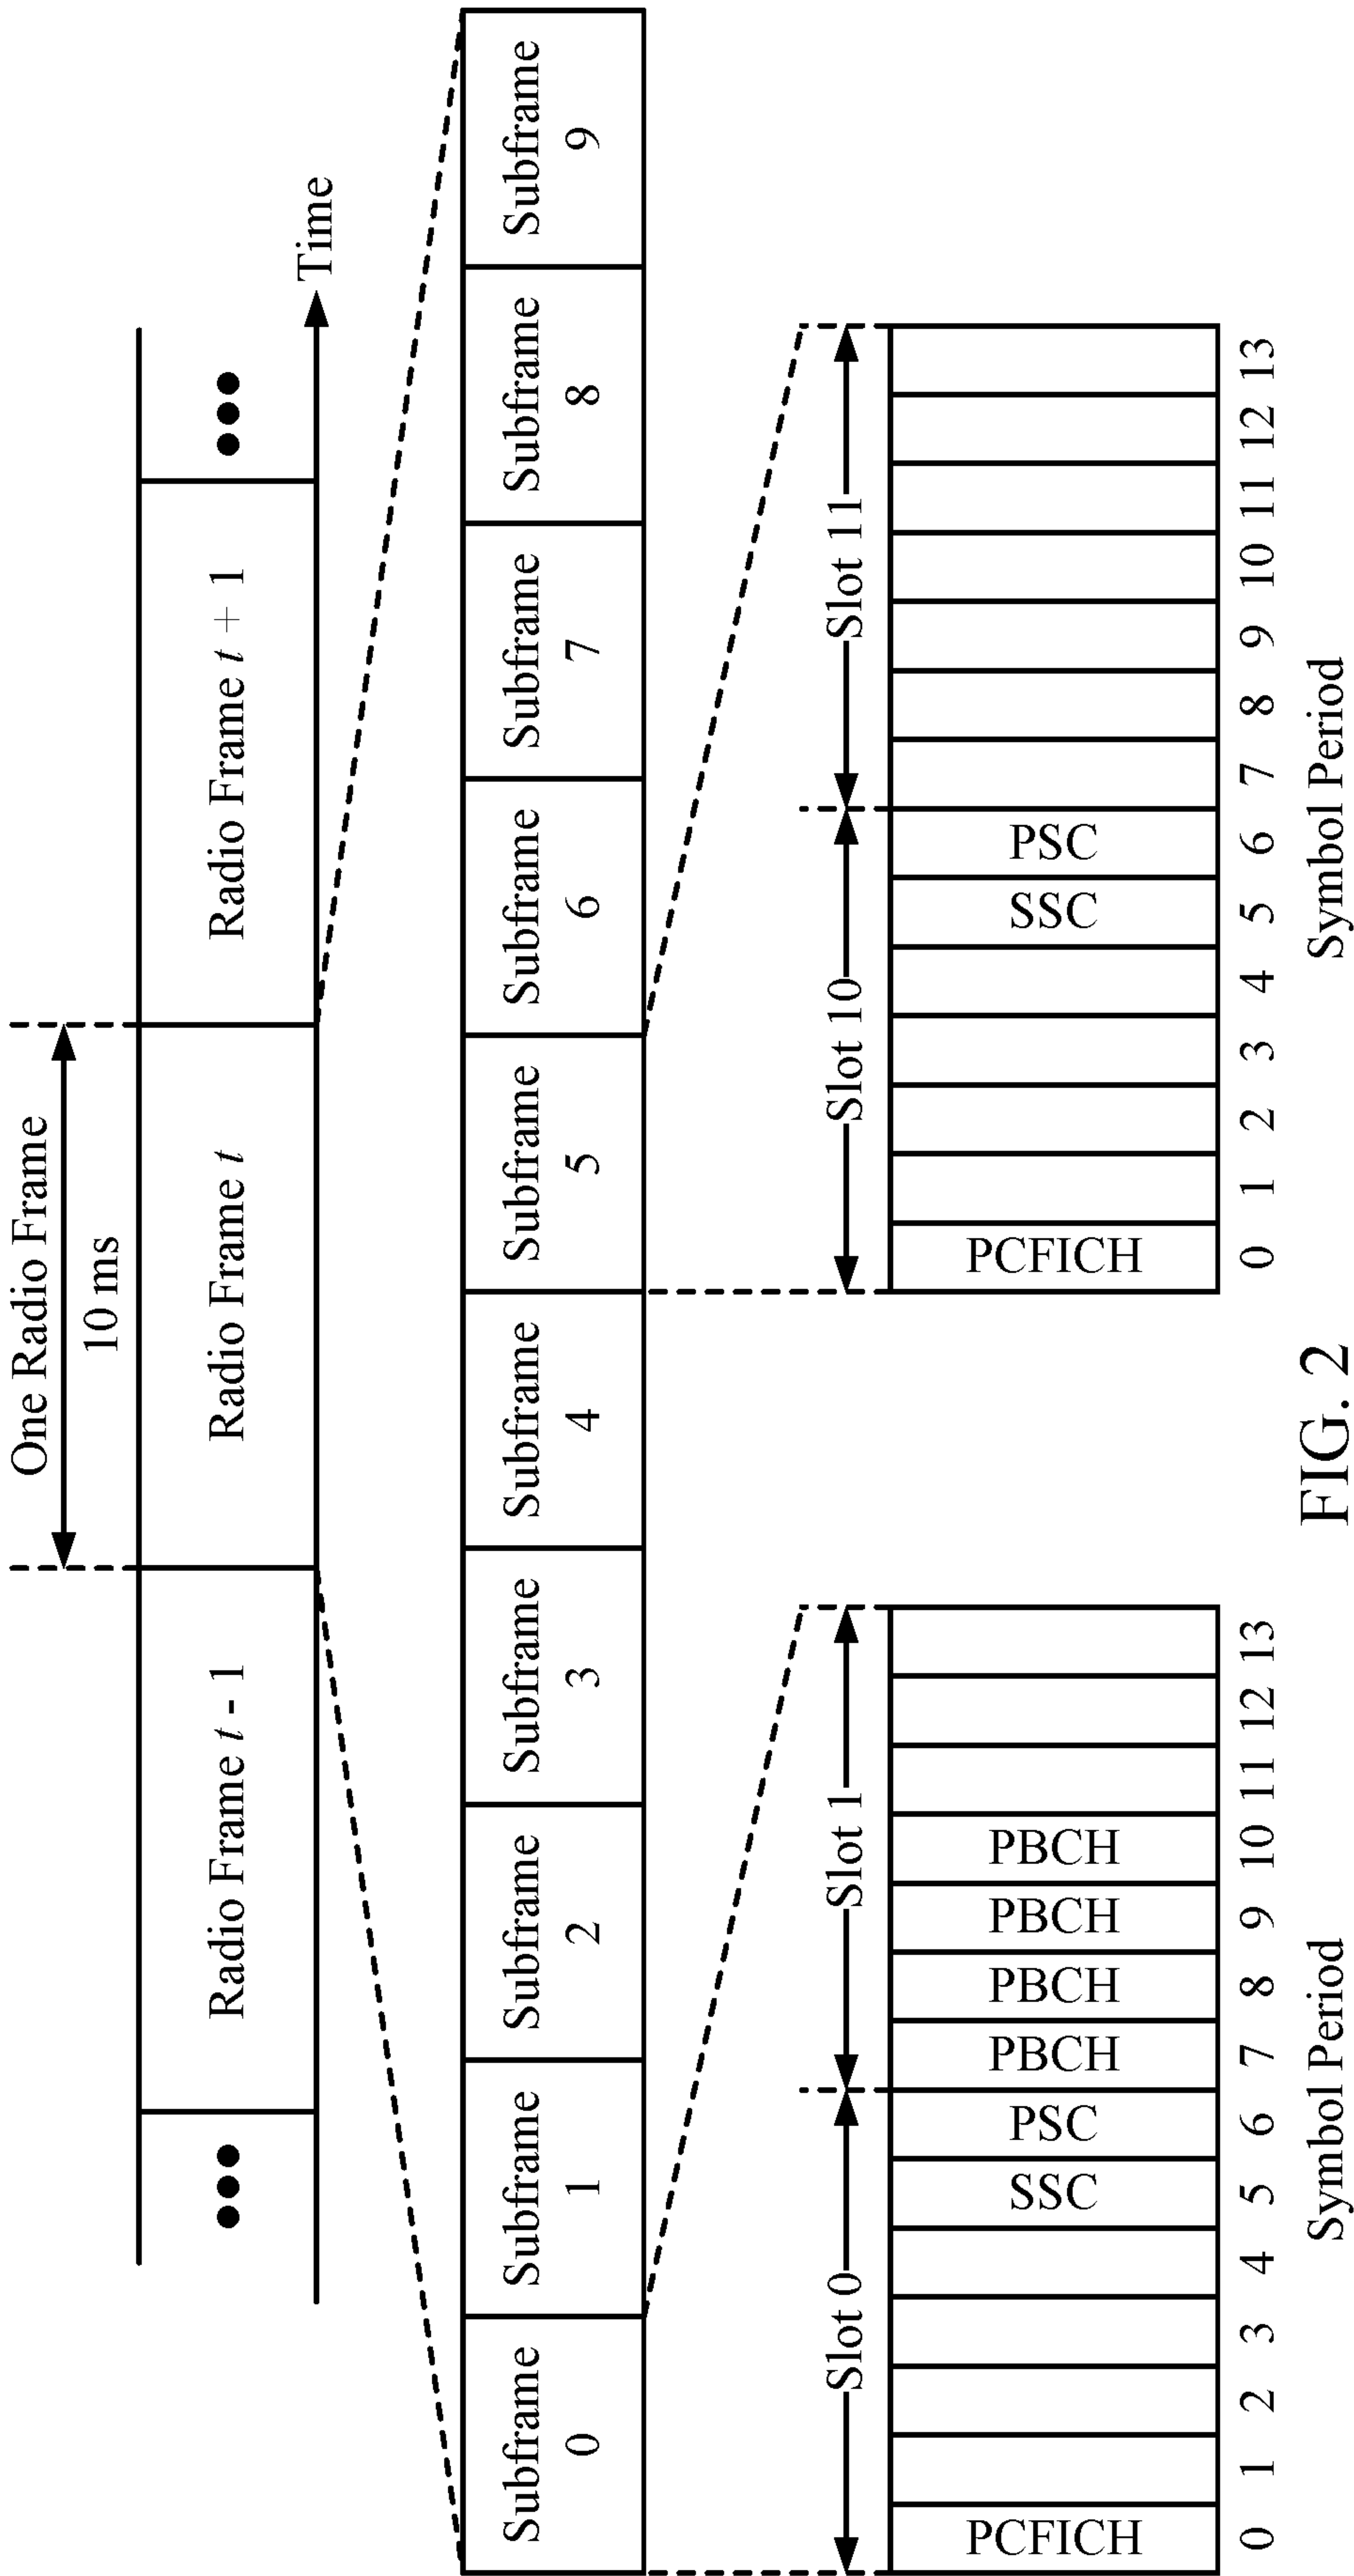 One Radio Frame
10 ms
••• Radio Frame t - 1 Radio Frame t Radio Frame t + 1 •••
Time
Subframe Subframe Subframe Subframe Subframe Subframe Subframe Subframe Subframe Subframe
0 1 2 3 4 5 6 7 8 9
Slot 0 Slot 1
PCFICH SSC PSC PBCH PBCH PBCH PBCH
0 1 2 3 4 5 6 7 8 9 10 11 12 13
Symbol Period
Slot 10 Slot 11
PCFICH SSC PSC
0 1 2 3 4 5 6 7 8 9 10 11 12 13
Symbol Period
FIG. 2